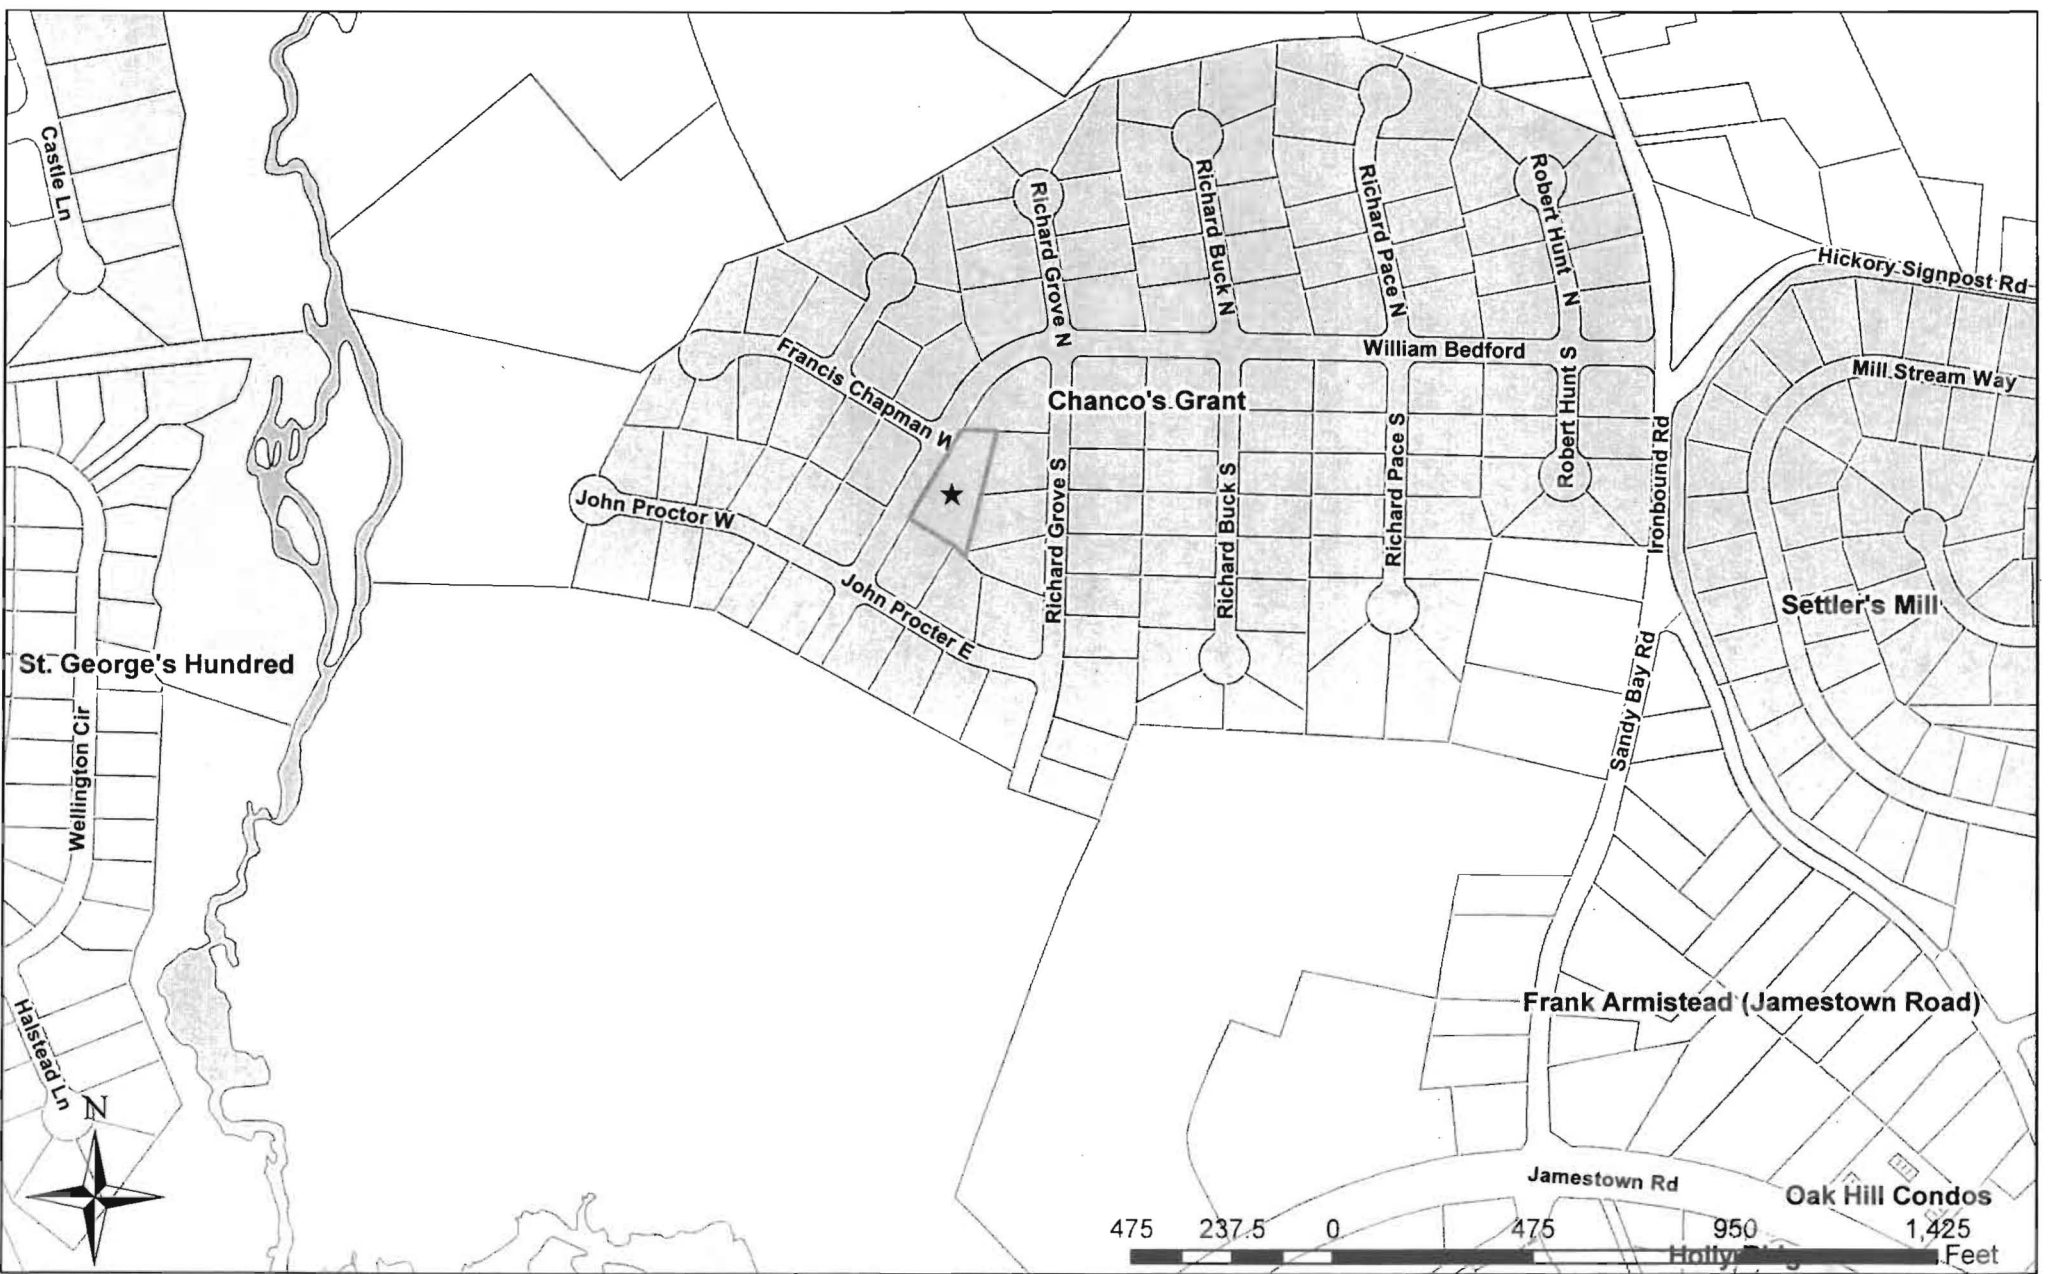 Castle Ln
Richard Grove N
Richard Buck N
Richard Pace N
Robert Hunt N
Hickory Signpost Rd
Francis Chapman W
William Bedford
Mill Stream Way
Chanco's Grant
Robert Hunt S
Ironbound Rd
Richard Pace S
Richard Buck S
Richard Grove S
John Proctor W
John Procter E
Settler's Mill
St. George's Hundred
Sandy Bay Rd
Wellington Cir
Frank Armistead (Jamestown Road)
Halstead Ln
N
Jamestown Rd
Oak Hill Condos
475 237.5 0 475 950 1,425
Feet